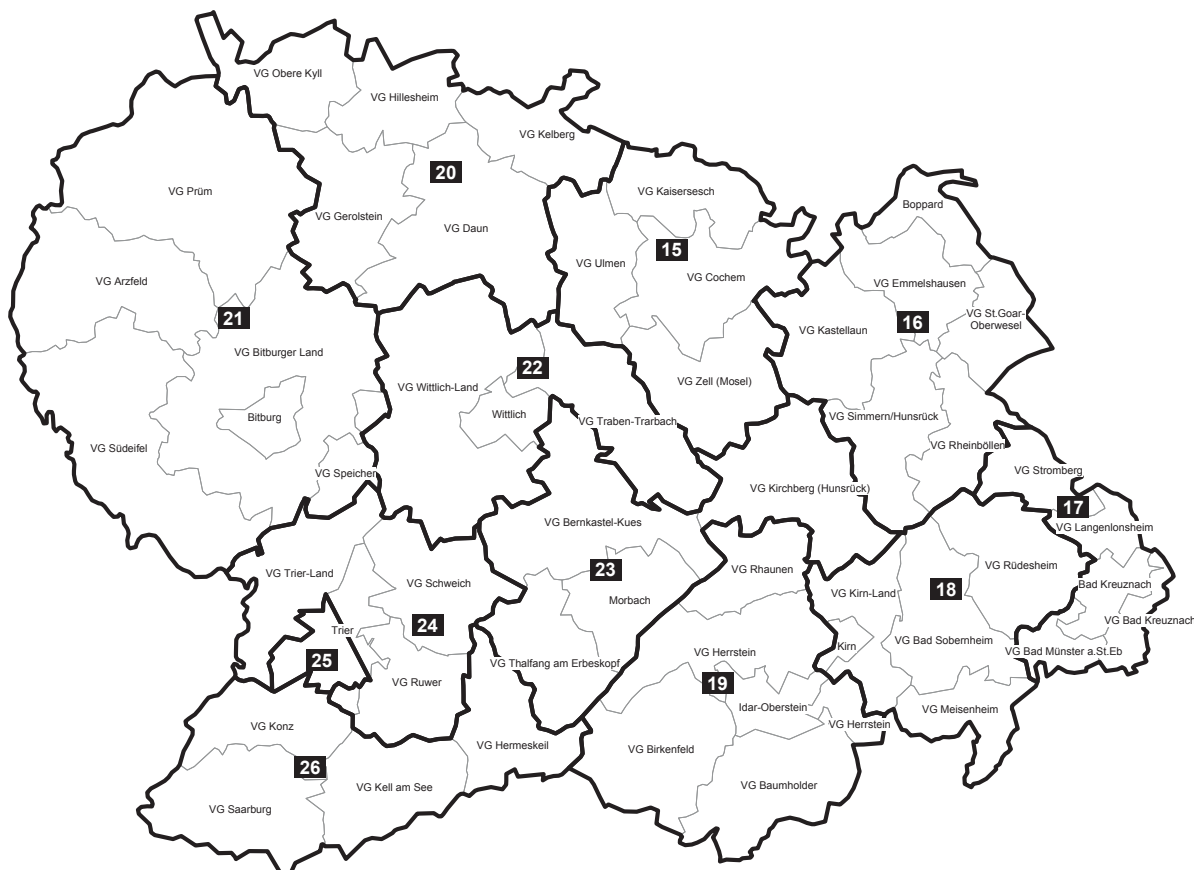 VG Obere Kyll
VG Hillesheim
VG Kelberg
20
VG Prüm
VG Gerolstein
VG Daun
VG Kaisersesch
15
VG Ulmen
VG Cochem
Boppard
VG Emmelshausen
VG Arzfeld
21
VG Kastellaun
16
VG St.Goar-
Oberwesel
VG Bitburger Land
22
VG Wittlich-Land
VG Zell (Mosel)
Bitburg
Wittlich
VG Traben-Trarbach
VG Simmern/Hunsrück
VG Südeifel
VG Rheinböllen
VG Speicher
VG Stromberg
VG Kirchberg (Hunsrück)
17
VG Bernkastel-Kues
VG Langenlonsheim
VG Trier-Land
VG Schweich
23
VG Rhaunen
VG Rüdesheim
Morbach
VG Kirn-Land
18
Bad Kreuznach
24
Trier
VG Bad Kreuznach
VG Bad Sobernheim
Kirn
VG Herrstein
VG Bad Münster a.St.Eb
25
VG Thalfang am Erbeskopf
VG Ruwer
19
Idar-Oberstein
VG Meisenheim
VG Konz
VG Herrstein
VG Hermeskeil
VG Birkenfeld
26
VG Kell am See
VG Baumholder
VG Saarburg